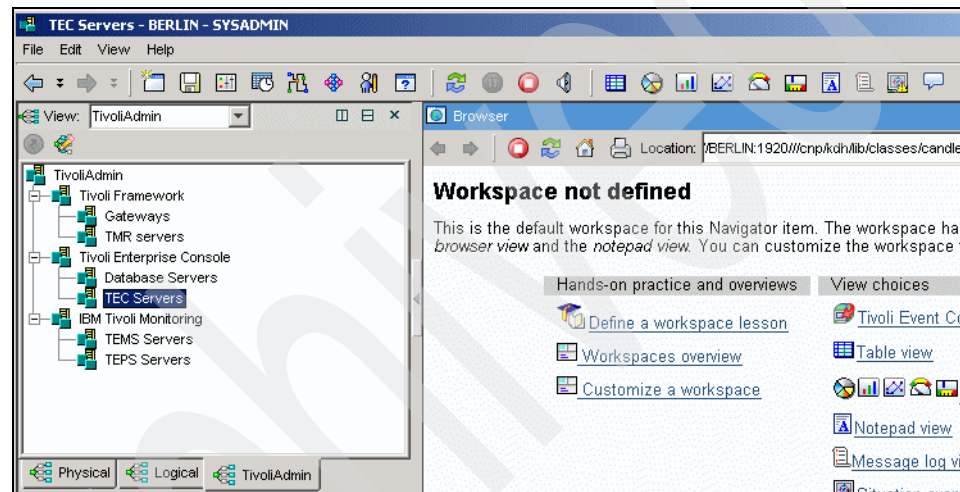 TEC Servers - BERLIN - SYSADMIN
File Edit View Help
View: TivoliAdmin
TivoliAdmin
Tivoli Framework
Gateways
TMR servers
Tivoli Enterprise Console
Database Servers
TEC Servers
IBM Tivoli Monitoring
TEMS Servers
TEPS Servers
Physical Logical TivoliAdmin
Browser
Location: /BERLIN:1920///cnp/kdh/lib/classes/candle
Workspace not defined
This is the default workspace for this Navigator item. The workspace ha
browser view and the notepad view. You can customize the workspace
Hands-on practice and overviews
Define a workspace lesson
Workspaces overview
Customize a workspace
View choices
Tivoli Event Co
Table view
Notepad view
Message log vi